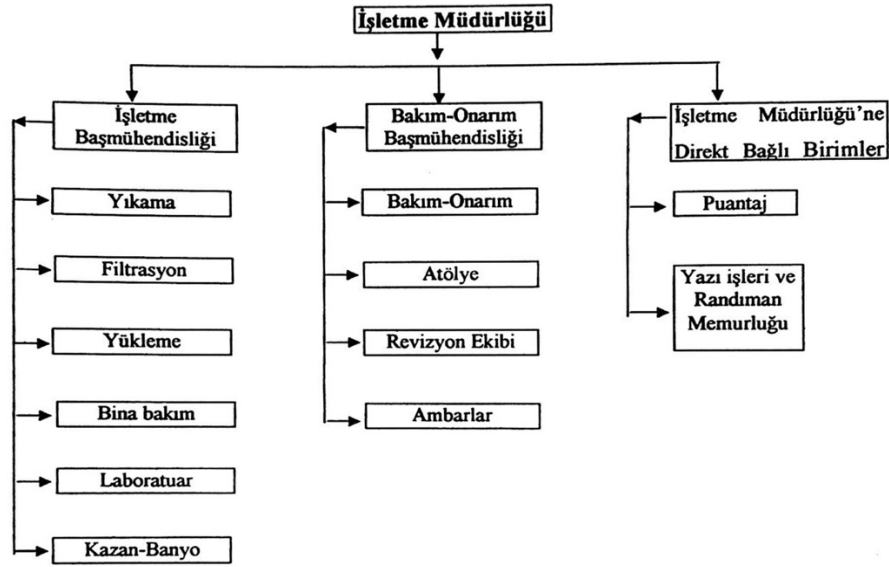 İşletme Müdürlüğü
İşletme
Başmühendisliği
Yıkama
Filtrasyon
Yükleme
Bina bakım
Laboratuar
Kazan-Banyo
Bakım-Onarım
Başmühendisliği
Bakım-Onarım
Atölye
Revizyon Ekibi
Ambarlar
İşletme Müdürlüğü'ne
Direkt Bağlı Birimler
Puantaj
Yazı işleri ve
Randıman
Memurluğu